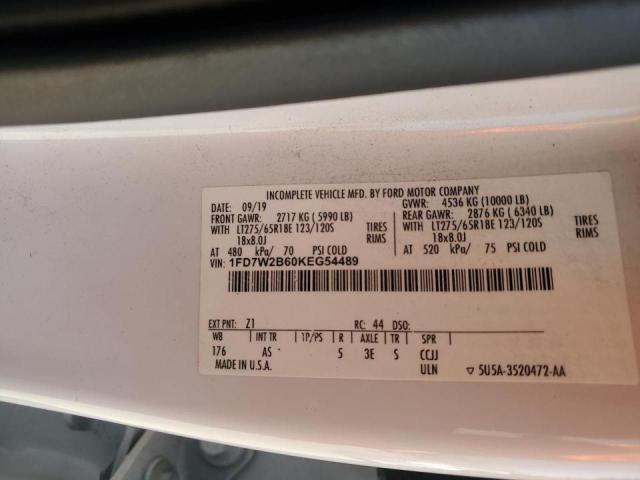 INCOMPLETE VEHICLE MFD. BY FORD MOTOR COMPANY
DATE: 09/19 GVWR: 4536 KG (10000 LB)
FRONT GAWR: 2717 KG (5990 LB) REAR GAWR: 2876 KG (6340 LB)
WITH LT275/65R18E 123/120S TIRES WITH LT275/65R18E 123/120S TIRES
18x8.0J RIMS 18x8.0J RIMS
AT 480 kPa/ 70 PSI COLD AT 520 kPa/ 75 PSI COLD
VIN: 1FD7W2B60KEG54489
EXT PNT: Z1 RC: 44 DSO:
WB INT TR 1P/PS R AXLE TR SPR
176 AS 5 3E S CCJJ
MADE IN U.S.A. ULN ▽ 5U5A-3520472-AA